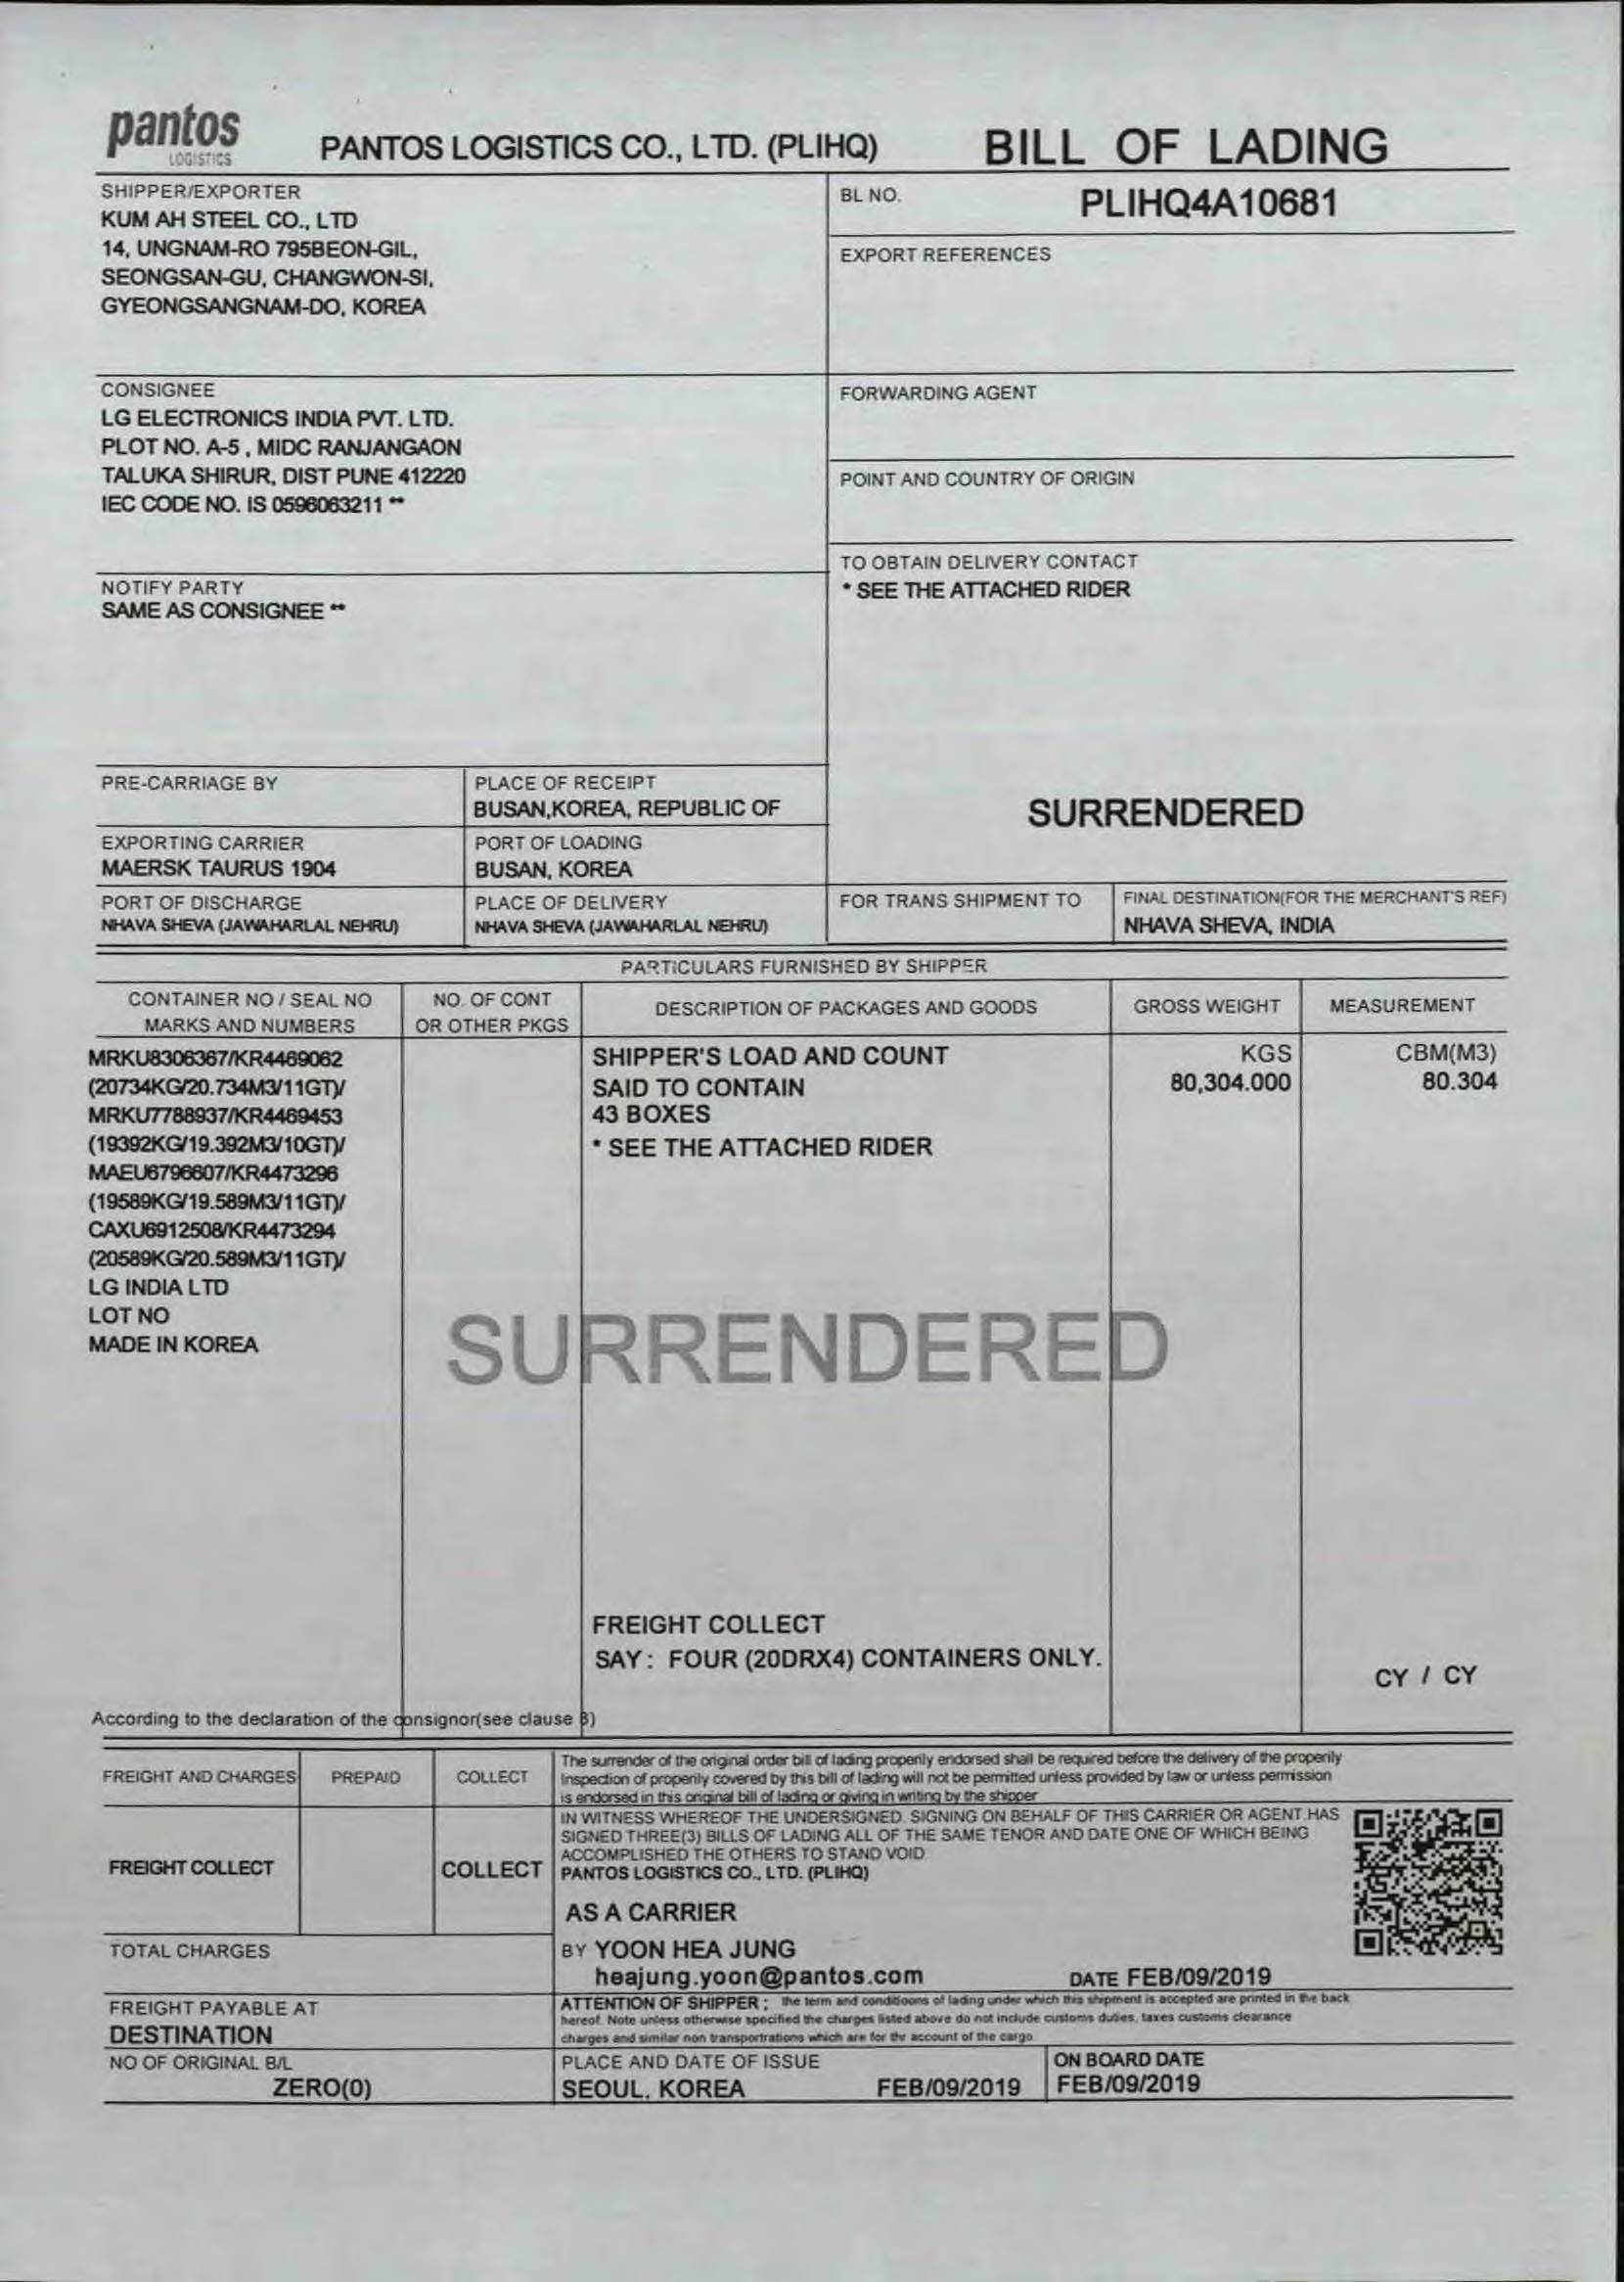 pantos
LOGISTICS
PANTOS LOGISTICS CO., LTD. (PLIHQ)
BILL OF LADING
SHIPPER/EXPORTER
KUM AH STEEL CO., LTD
14, UNGNAM-RO 795BEON-GIL,
SEONGSAN-GU, CHANGWON-SI,
GYEONGSANGNAM-DO, KOREA
BL NO.
PLIHQ4A10681
EXPORT REFERENCES
CONSIGNEE
LG ELECTRONICS INDIA PVT. LTD.
PLOT NO. A-5 , MIDC RANJANGAON
TALUKA SHIRUR, DIST PUNE 412220
IEC CODE NO. IS 0596063211 **
FORWARDING AGENT
POINT AND COUNTRY OF ORIGIN
NOTIFY PARTY
SAME AS CONSIGNEE **
TO OBTAIN DELIVERY CONTACT
* SEE THE ATTACHED RIDER
PRE-CARRIAGE BY
PLACE OF RECEIPT
BUSAN,KOREA, REPUBLIC OF
SURRENDERED
EXPORTING CARRIER
MAERSK TAURUS 1904
PORT OF LOADING
BUSAN, KOREA
PORT OF DISCHARGE
NHAVA SHEVA (JAWAHARLAL NEHRU)
PLACE OF DELIVERY
NHAVA SHEVA (JAWAHARLAL NEHRU)
FOR TRANS SHIPMENT TO
FINAL DESTINATION(FOR THE MERCHANT'S REF)
NHAVA SHEVA, INDIA
PARTICULARS FURNISHED BY SHIPPER
CONTAINER NO / SEAL NO
MARKS AND NUMBERS
NO. OF CONT
OR OTHER PKGS
DESCRIPTION OF PACKAGES AND GOODS
GROSS WEIGHT
MEASUREMENT
MRKU8306367/KR4469062
(20734KG/20.734M3/11GT)/
MRKU7788937/KR4469453
(19392KG/19.392M3/10GT)/
MAEU6796607/KR4473296
(19589KG/19.589M3/11GT)/
CAXU6912508/KR4473294
(20589KG/20.589M3/11GT)/
LG INDIA LTD
LOT NO
MADE IN KOREA
SHIPPER'S LOAD AND COUNT
SAID TO CONTAIN
43 BOXES
* SEE THE ATTACHED RIDER
KGS
80,304.000
CBM(M3)
80.304
SURRENDERED
FREIGHT COLLECT
SAY : FOUR (20DRX4) CONTAINERS ONLY.
CY / CY
According to the declaration of the consignor(see clause 3)
FREIGHT AND CHARGES
PREPAID
COLLECT
The surrender of the original order bill of lading properily endorsed shall be required before the delivery of the properily
Inspection of properily covered by this bill of lading will not be permitted unless provided by law or unless permission
is endorsed in this original bill of lading or giving in writing by the shipper
IN WITNESS WHEREOF THE UNDERSIGNED. SIGNING ON BEHALF OF THIS CARRIER OR AGENT HAS
SIGNED THREE(3) BILLS OF LADING ALL OF THE SAME TENOR AND DATE ONE OF WHICH BEING
ACCOMPLISHED THE OTHERS TO STAND VOID
PANTOS LOGISTICS CO., LTD. (PLIHQ)
FREIGHT COLLECT
COLLECT
AS A CARRIER
TOTAL CHARGES
BY YOON HEA JUNG
heajung.yoon@pantos.com
DATE FEB/09/2019
FREIGHT PAYABLE AT
DESTINATION
ATTENTION OF SHIPPER ; the term and conditioons of lading under which this shipment is accepted are printed in the back
hereof. Note unless otherwise specified the charges listed above do not include customs duties, taxes customs clearance
charges and similar non transportrations which are for thr account of the cargo
NO OF ORIGINAL B/L
ZERO(0)
PLACE AND DATE OF ISSUE
SEOUL, KOREA
FEB/09/2019
ON BOARD DATE
FEB/09/2019